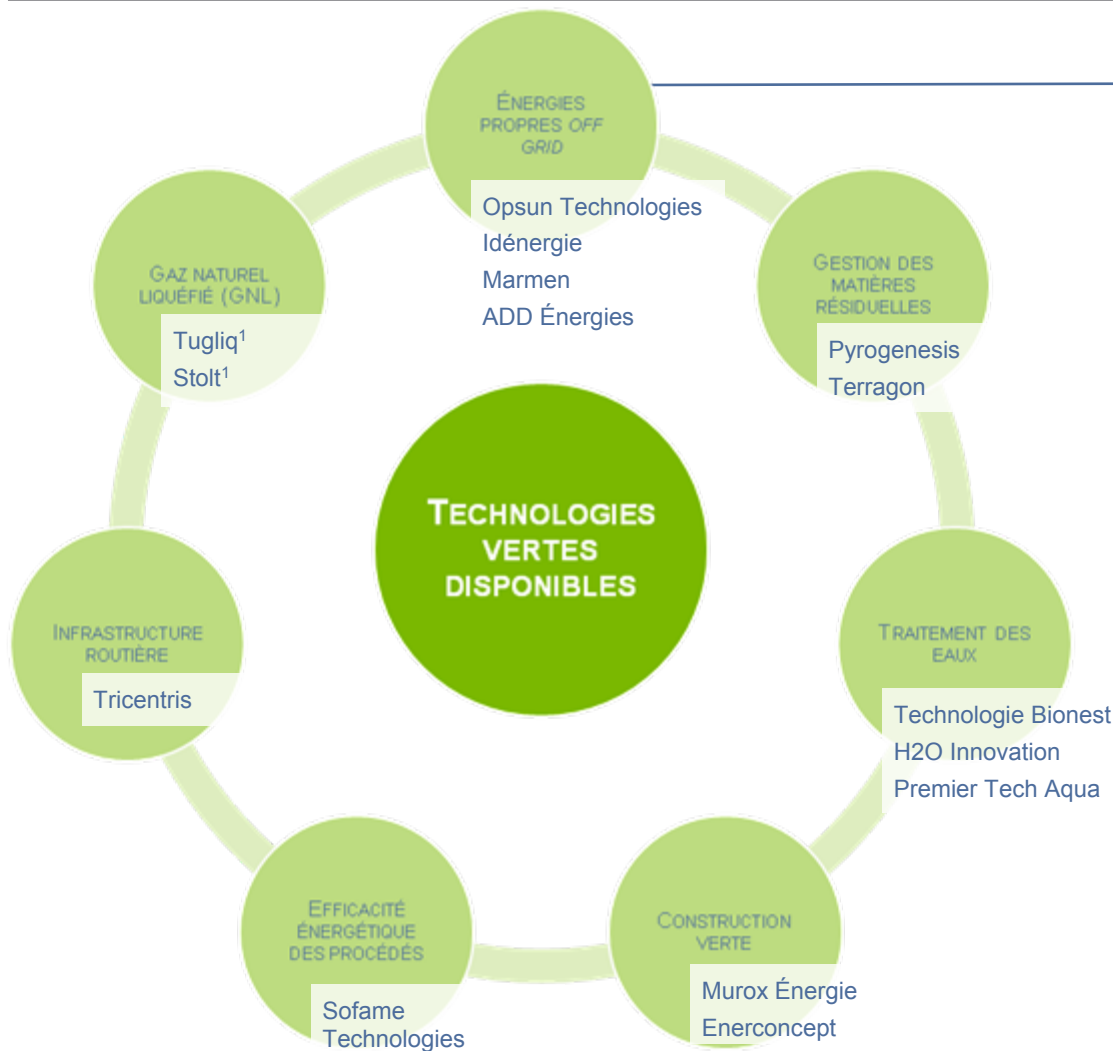 ÉNERGIES
PROPRES OFF
GRID
Opsun Technologies
Idénergie
Marmen
ADD Énergies
GESTION DES
MATIÈRES
RÉSIDUELLES
Pyrogenesis
Terragon
TRAITEMENT DES
EAUX
Technologie Bionest
H2O Innovation
Premier Tech Aqua
CONSTRUCTION
VERTE
Murox Énergie
Enerconcept
EFFICACITÉ
ÉNERGÉTIQUE
DES PROCÉDÉS
Sofame
Technologies
INFRASTRUCTURE
ROUTIÈRE
Tricentris
GAZ NATUREL
LIQUÉFIÉ (GNL)
Tugliq¹
Stolt¹
TECHNOLOGIES
VERTES
DISPONIBLES